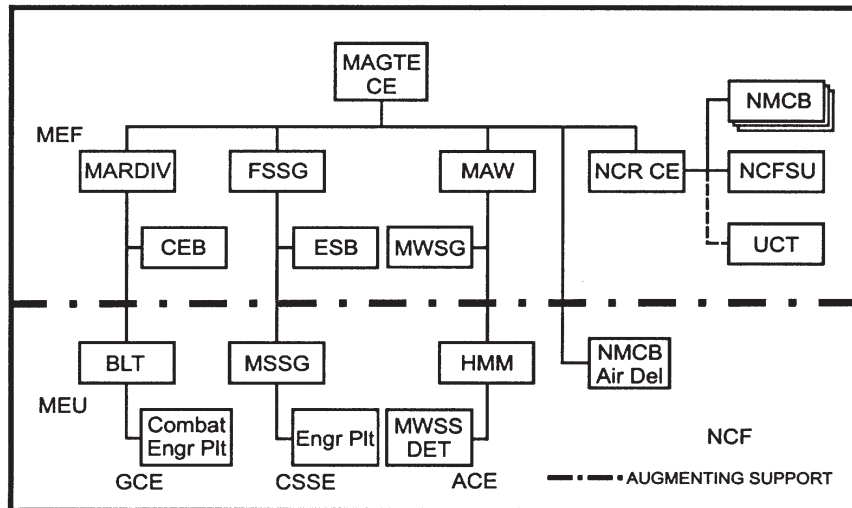 MAGTE
CE
NMCB
MEF
MARDIV
FSSG
MAW
NCR CE
NCFSU
CEB
ESB
MWSG
UCT
BLT
MSSG
HMM
NMCB
Air Del
MEU
Combat
Engr Plt
Engr Plt
MWSS
DET
NCF
GCE
CSSE
ACE
AUGMENTING SUPPORT